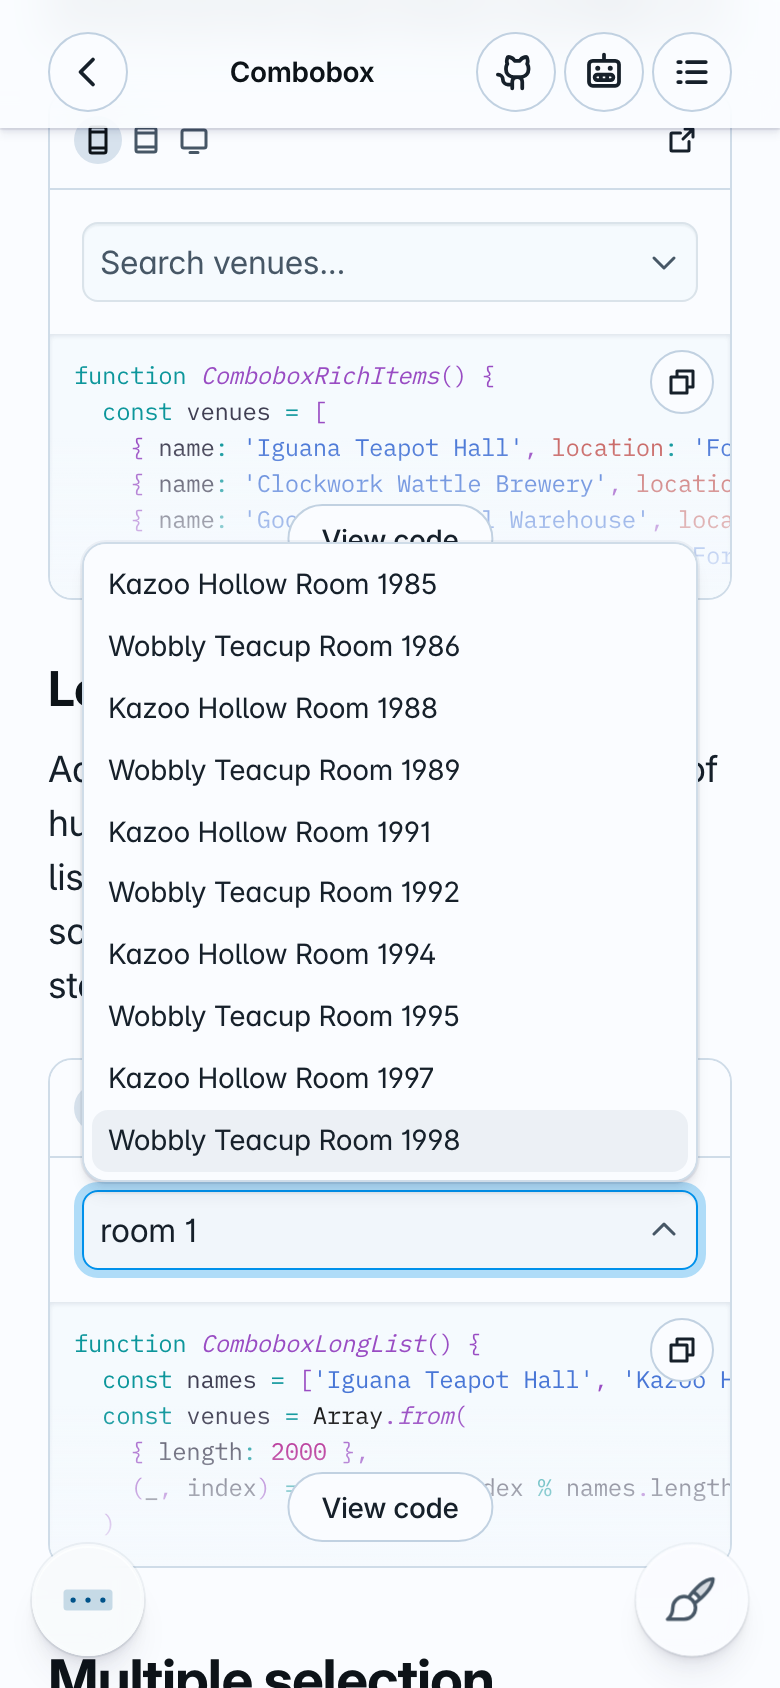 Combobox
Search venues...
function ComboboxRichItems() {
const venues = [
{ name: 'Iguana Teapot Hall', location: 'Fo
{ name: 'Clockwork Wattle Brewery', locatio
{ name: 'Goo l Warehouse', loca
View code
For
Kazoo Hollow Room 1985
Wobbly Teacup Room 1986
Kazoo Hollow Room 1988
Wobbly Teacup Room 1989
of
Kazoo Hollow Room 1991
hu
Wobbly Teacup Room 1992
lis
Kazoo Hollow Room 1994
Wobbly Teacup Room 1995
Kazoo Hollow Room 1997
Wobbly Teacup Room 1998
room 1
function ComboboxLongList() {
const names = ['Iguana Teapot Hall', 'Kazoo H
const venues = Array.from(
{ length: 2000 },
(_, index) = dex % names.length
View code
)
Multiple selection